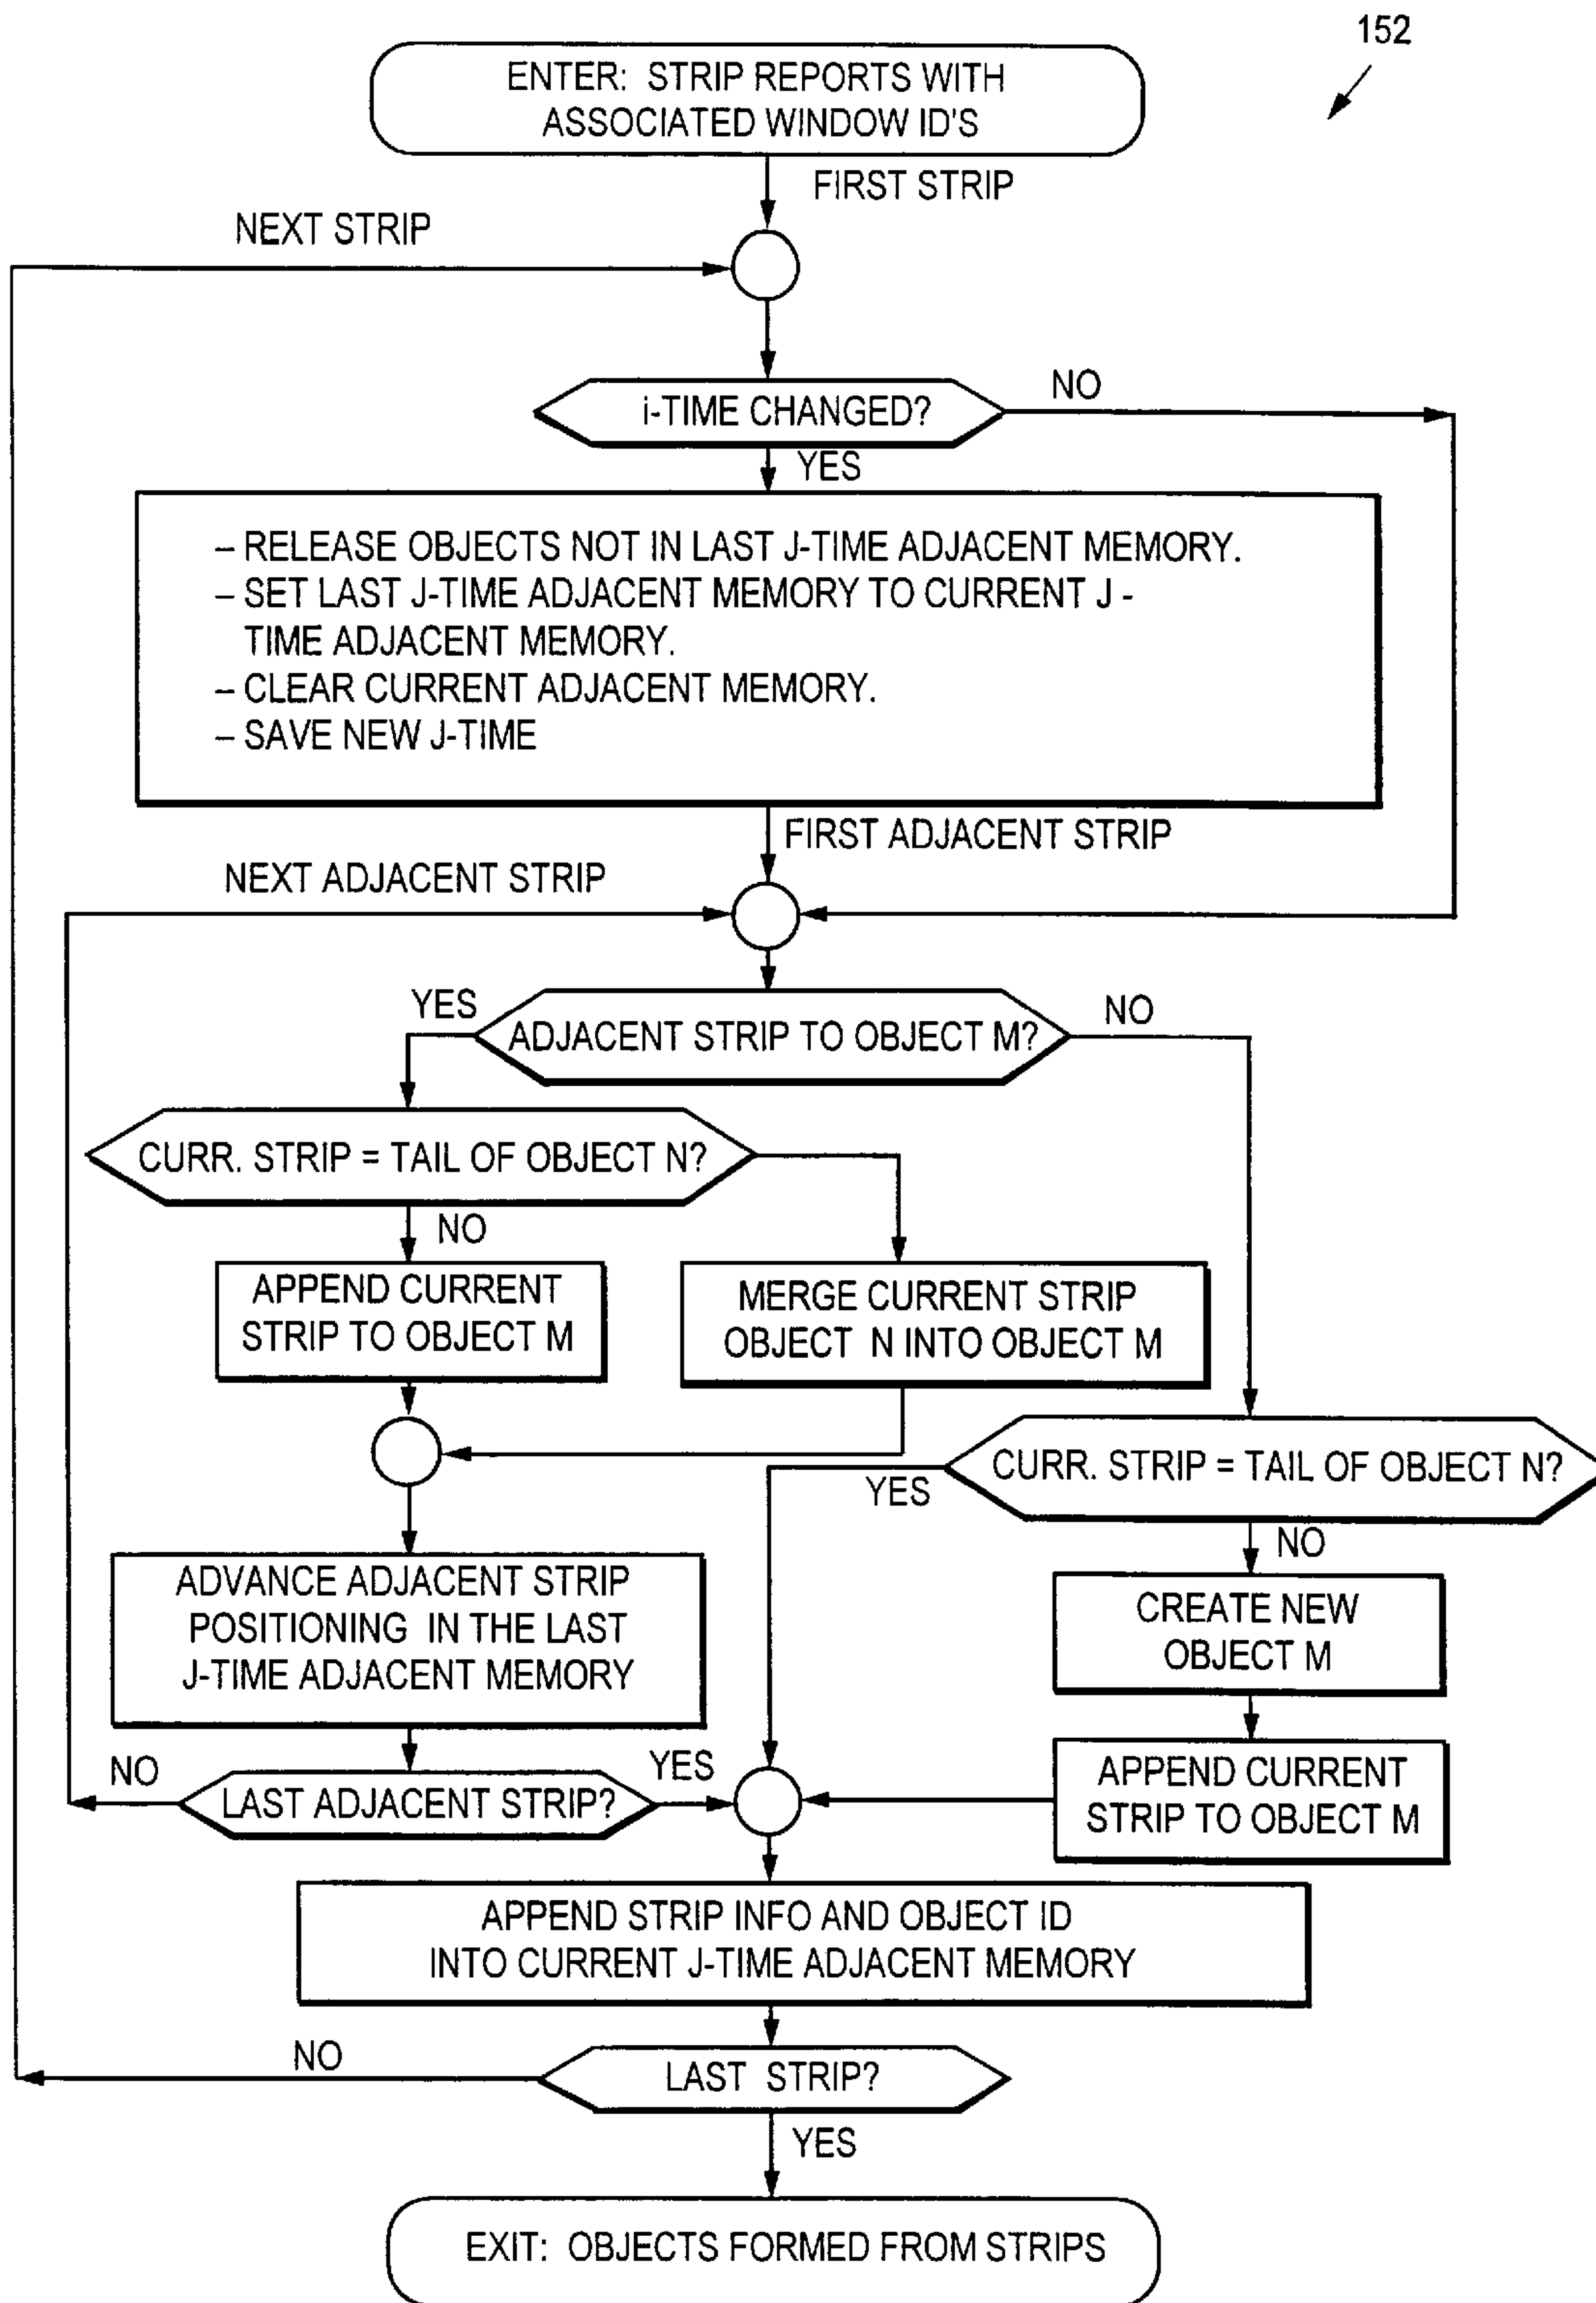 152
ENTER: STRIP REPORTS WITH
ASSOCIATED WINDOW ID'S
FIRST STRIP
NEXT STRIP
i-TIME CHANGED?
NO
YES
– RELEASE OBJECTS NOT IN LAST J-TIME ADJACENT MEMORY.
– SET LAST J-TIME ADJACENT MEMORY TO CURRENT J -
TIME ADJACENT MEMORY.
– CLEAR CURRENT ADJACENT MEMORY.
– SAVE NEW J-TIME
FIRST ADJACENT STRIP
NEXT ADJACENT STRIP
YES
ADJACENT STRIP TO OBJECT M?
NO
CURR. STRIP = TAIL OF OBJECT N?
NO
APPEND CURRENT
STRIP TO OBJECT M
MERGE CURRENT STRIP
OBJECT N INTO OBJECT M
CURR. STRIP = TAIL OF OBJECT N?
YES
NO
ADVANCE ADJACENT STRIP
POSITIONING IN THE LAST
J-TIME ADJACENT MEMORY
CREATE NEW
OBJECT M
NO
LAST ADJACENT STRIP?
YES
APPEND CURRENT
STRIP TO OBJECT M
APPEND STRIP INFO AND OBJECT ID
INTO CURRENT J-TIME ADJACENT MEMORY
NO
LAST STRIP?
YES
EXIT: OBJECTS FORMED FROM STRIPS